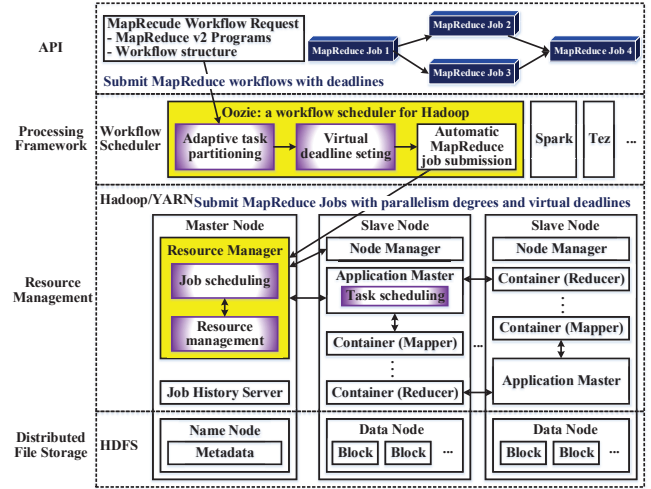 API
MapRecude Workflow Request
- MapReduce v2 Programs
- Workflow structure
MapReduce Job 1
MapReduce Job 2
MapReduce Job 3
MapReduce Job 4
Submit MapReduce workflows with deadlines
Processing
Framework
Workflow
Scheduler
Oozie: a workflow scheduler for Hadoop
Adaptive task
partitioning
Virtual
deadline seting
Automatic
MapReduce
job submission
Spark
Tez
...
Hadoop/YARN
Submit MapReduce Jobs with parallelism degrees and virtual deadlines
Resource
Management
Master Node
Resource Manager
Job scheduling
Resource
management
Job History Server
Slave Node
Node Manager
Application Master
Task scheduling
Container (Mapper)
...
Container (Reducer)
...
Slave Node
Node Manager
Container (Reducer)
...
Container (Mapper)
Application Master
Distributed
File Storage
HDFS
Name Node
Metadata
Data Node
Block
Block
...
Data Node
Block
Block
...